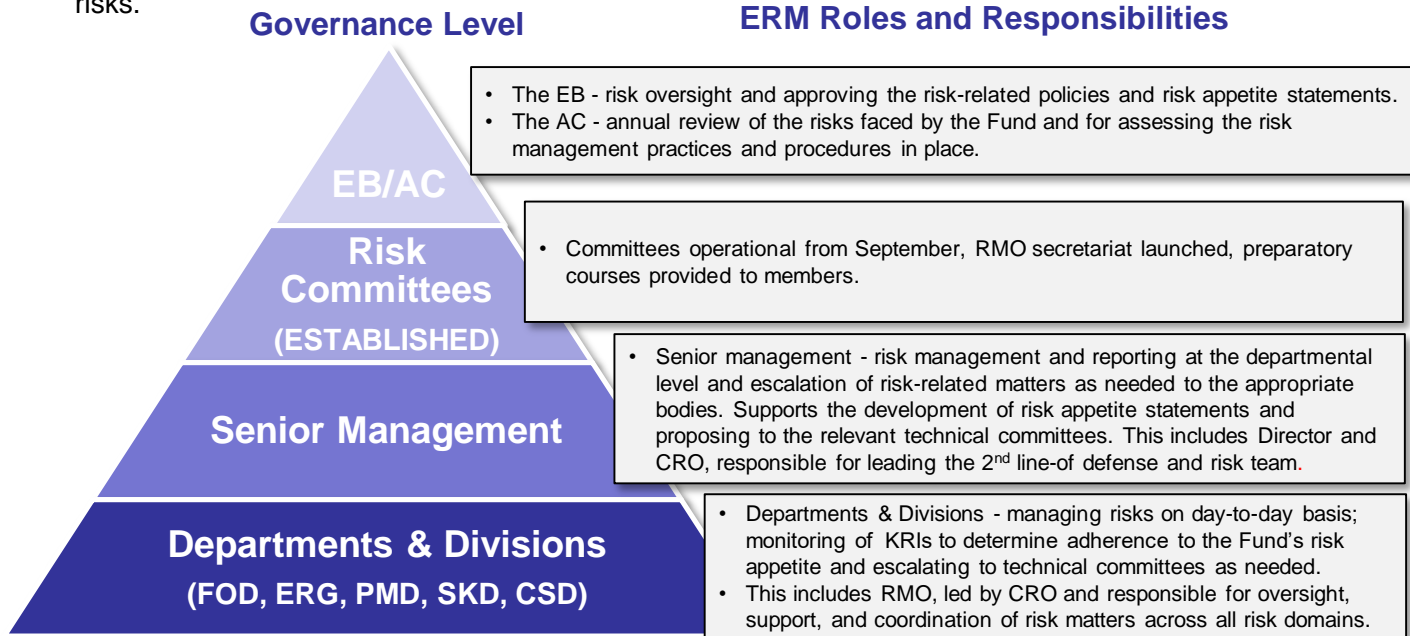 risks.
Governance Level
ERM Roles and Responsibilities
EB/AC
• The EB - risk oversight and approving the risk-related policies and risk appetite statements.
• The AC - annual review of the risks faced by the Fund and for assessing the risk
management practices and procedures in place.
Risk
Committees
(ESTABLISHED)
• Committees operational from September, RMO secretariat launched, preparatory
courses provided to members.
Senior Management
• Senior management - risk management and reporting at the departmental
level and escalation of risk-related matters as needed to the appropriate
bodies. Supports the development of risk appetite statements and
proposing to the relevant technical committees. This includes Director and
CRO, responsible for leading the 2nd line-of defense and risk team.
Departments & Divisions
(FOD, ERG, PMD, SKD, CSD)
• Departments & Divisions - managing risks on day-to-day basis;
monitoring of KRIs to determine adherence to the Fund's risk
appetite and escalating to technical committees as needed.
• This includes RMO, led by CRO and responsible for oversight,
support, and coordination of risk matters across all risk domains.